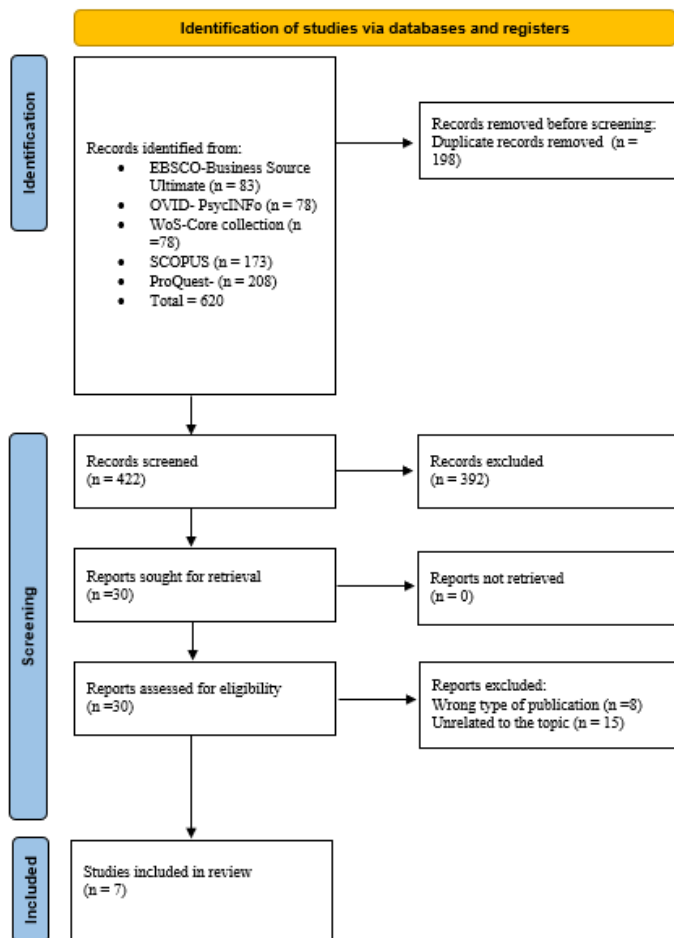 Identification of studies via databases and registers
Identification
Records identified from:
• EBSCO-Business Source
Ultimate (n = 83)
• OVID- PsycINFo (n = 78)
• WoS-Core collection (n
=78)
• SCOPUS (n = 173)
• ProQuest- (n = 208)
• Total = 620
Records removed before screening:
Duplicate records removed (n =
198)
Screening
Records screened
(n = 422)
Records excluded
(n = 392)
Reports sought for retrieval
(n =30)
Reports not retrieved
(n = 0)
Reports assessed for eligibility
(n =30)
Reports excluded:
Wrong type of publication (n =8)
Unrelated to the topic (n = 15)
Included
Studies included in review
(n = 7)